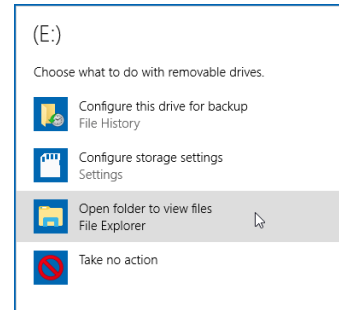 (E:)
Choose what to do with removable drives.
Configure this drive for backup
File History
Configure storage settings
Settings
Open folder to view files
File Explorer
Take no action